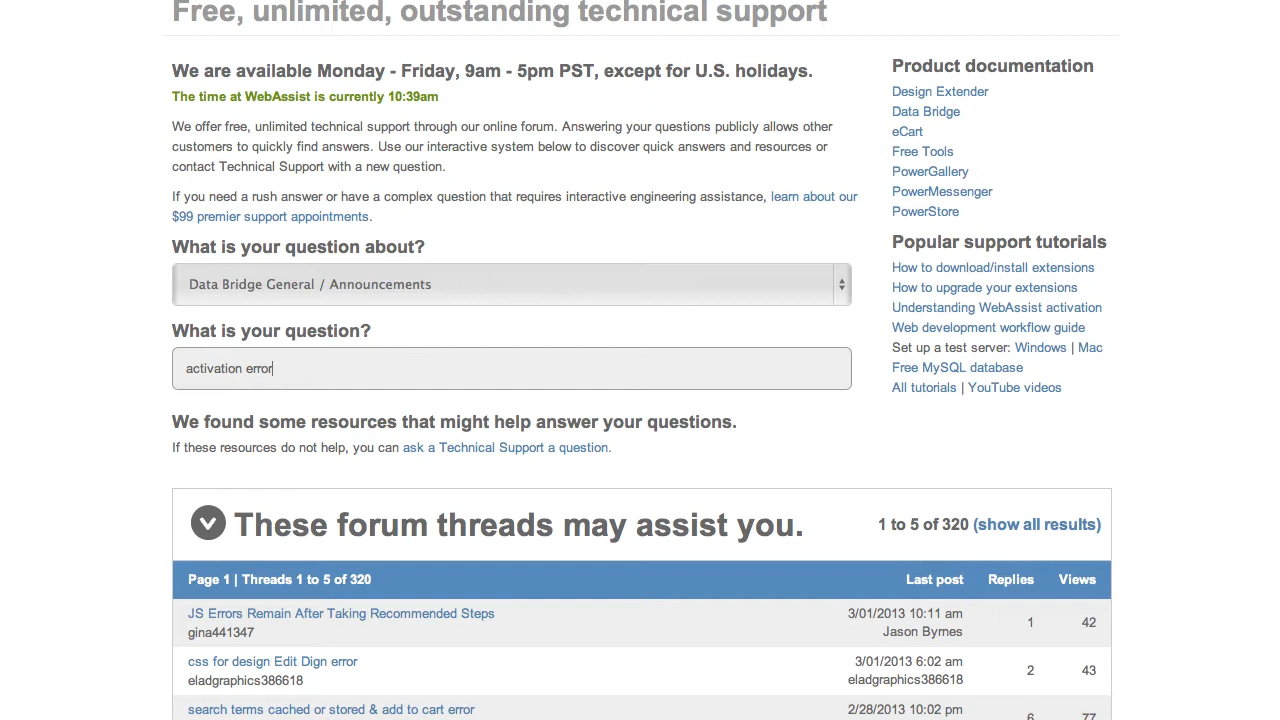 Free, unlimited, outstanding technical support
We are available Monday - Friday, 9am - 5pm PST, except for U.S. holidays.
The time at WebAssist is currently 10:39am
We offer free, unlimited technical support through our online forum. Answering your questions publicly allows other
customers to quickly find answers. Use our interactive system below to discover quick answers and resources or
contact Technical Support with a new question.
If you need a rush answer or have a complex question that requires interactive engineering assistance, learn about our
$99 premier support appointments.
What is your question about?
Data Bridge General / Announcements
What is your question?
activation error
We found some resources that might help answer your questions.
If these resources do not help, you can ask a Technical Support a question.
Product documentation
Design Extender
Data Bridge
eCart
Free Tools
PowerGallery
PowerMessenger
PowerStore
Popular support tutorials
How to download/install extensions
How to upgrade your extensions
Understanding WebAssist activation
Web development workflow guide
Set up a test server: Windows | Mac
Free MySQL database
All tutorials | YouTube videos
These forum threads may assist you. 1 to 5 of 320 (show all results)
Page 1 | Threads 1 to 5 of 320 Last post Replies Views
JS Errors Remain After Taking Recommended Steps 3/01/2013 10:11 am 1 42
gina441347 Jason Byrnes
css for design Edit Dign error 3/01/2013 6:02 am 2 43
eladgraphics386618 eladgraphics386618
search terms cached or stored & add to cart error 2/28/2013 10:02 pm 6 77